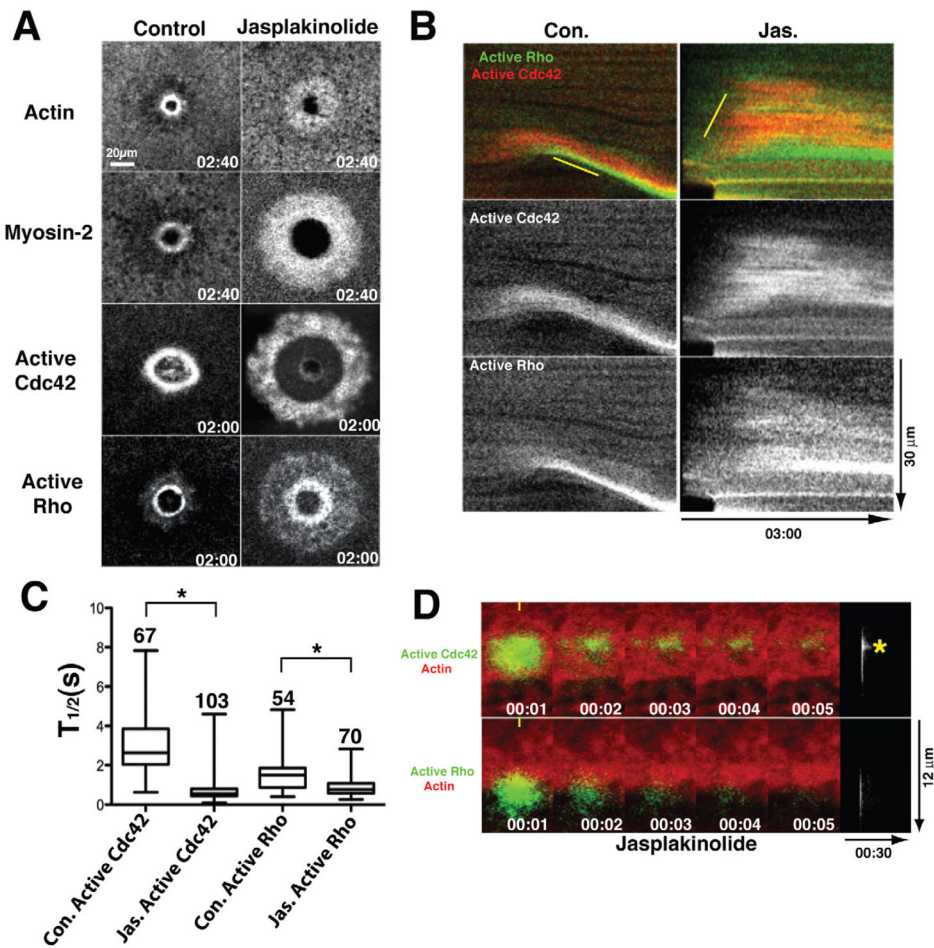 A
Control
Jasplakinolide
Actin
20μm
02:40
02:40
Myosin-2
02:40
02:40
Active
Cdc42
02:00
02:00
Active
Rho
02:00
02:00
B
Con.
Jas.
Active Rho
Active Cdc42
Active Cdc42
Active Rho
30 μm
03:00
C
T1/2(s)
10
8
6
4
2
0
67
*
103
54
*
70
Con. Active Cdc42
Jas. Active Cdc42
Con. Active Rho
Jas. Active Rho
D
Active Cdc42
Actin
00:01
00:02
00:03
00:04
00:05
*
Active Rho
Actin
00:01
00:02
00:03
00:04
00:05
12 μm
Jasplakinolide
00:30